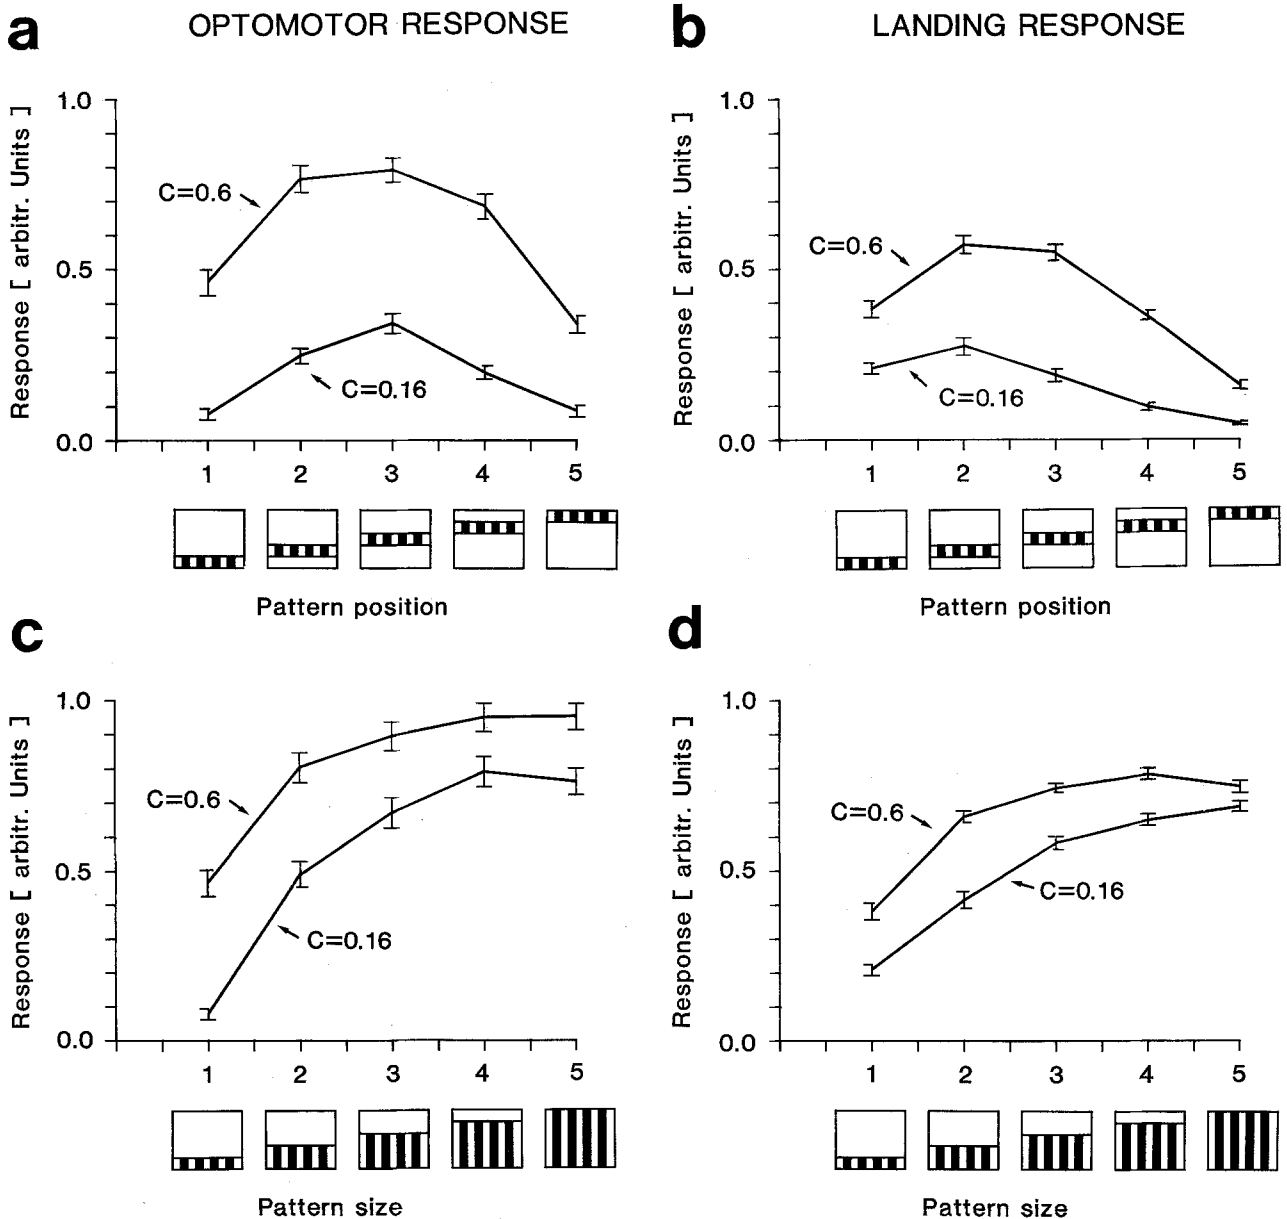 a OPTOMOTOR RESPONSE
Response [ arbitr. Units ]
1.0
0.5
0.0
C=0.6
C=0.16
1 2 3 4 5
Pattern position
b LANDING RESPONSE
Response [ arbitr. Units ]
1.0
0.5
0.0
C=0.6
C=0.16
1 2 3 4 5
Pattern position
c
Response [ arbitr. Units ]
1.0
0.5
0.0
C=0.6
C=0.16
1 2 3 4 5
Pattern size
d
Response [ arbitr. Units ]
1.0
0.5
0.0
C=0.6
C=0.16
1 2 3 4 5
Pattern size